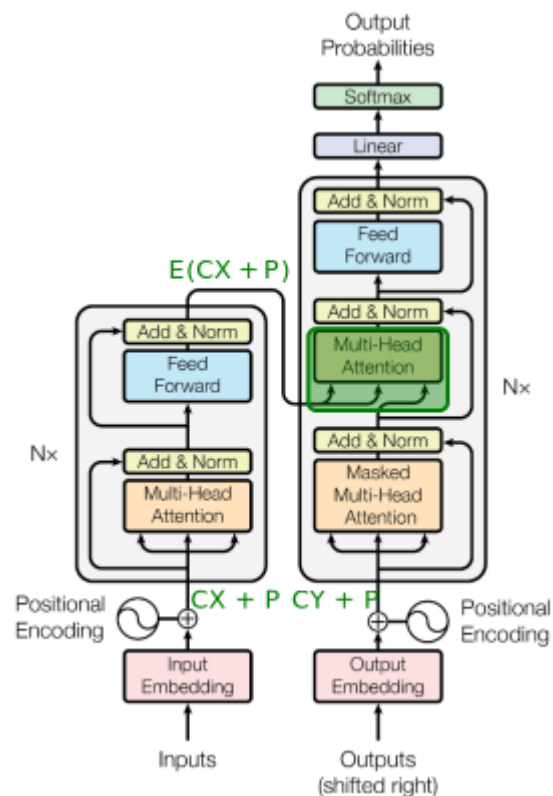 Output
Probabilities
Softmax
Linear
Add & Norm
Feed
Forward
E(CX + P)
Add & Norm
Add & Norm
Multi-Head
Attention
Feed
Forward
Nx
Add & Norm
Nx
Add & Norm
Multi-Head
Attention
Masked
Multi-Head
Attention
CX + P
CY + P
Positional
Encoding
Positional
Encoding
Input
Embedding
Output
Embedding
Inputs
Outputs
(shifted right)